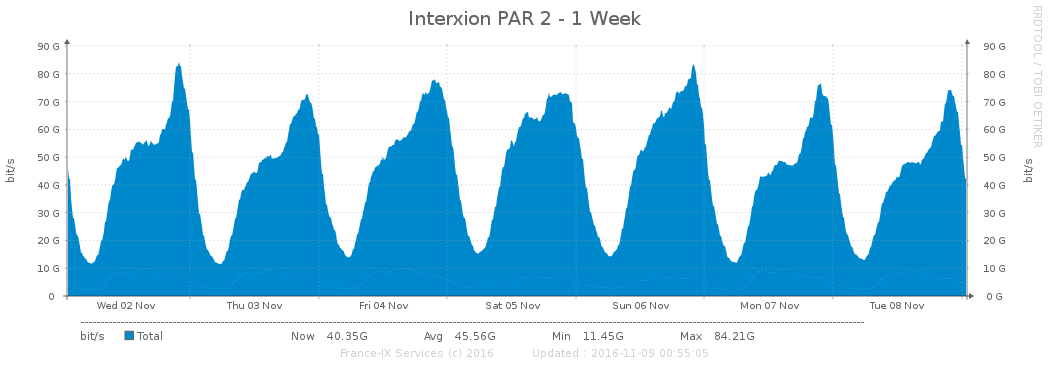 Interxion PAR 2 - 1 Week
RRDTOOL / TOBI OETIKER
90 G 90 G
80 G 80 G
70 G 70 G
60 G 60 G
50 G 50 G
40 G 40 G
30 G 30 G
20 G 20 G
10 G 10 G
0 0 G
bit/s
bit/s
Wed 02 Nov Thu 03 Nov Fri 04 Nov Sat 05 Nov Sun 06 Nov Mon 07 Nov Tue 08 Nov
bit/s Total Now 40.35G Avg 45.56G Min 11.45G Max 84.21G
France-IX Services (c) 2016 Updated : 2016-11-09 00:55:05